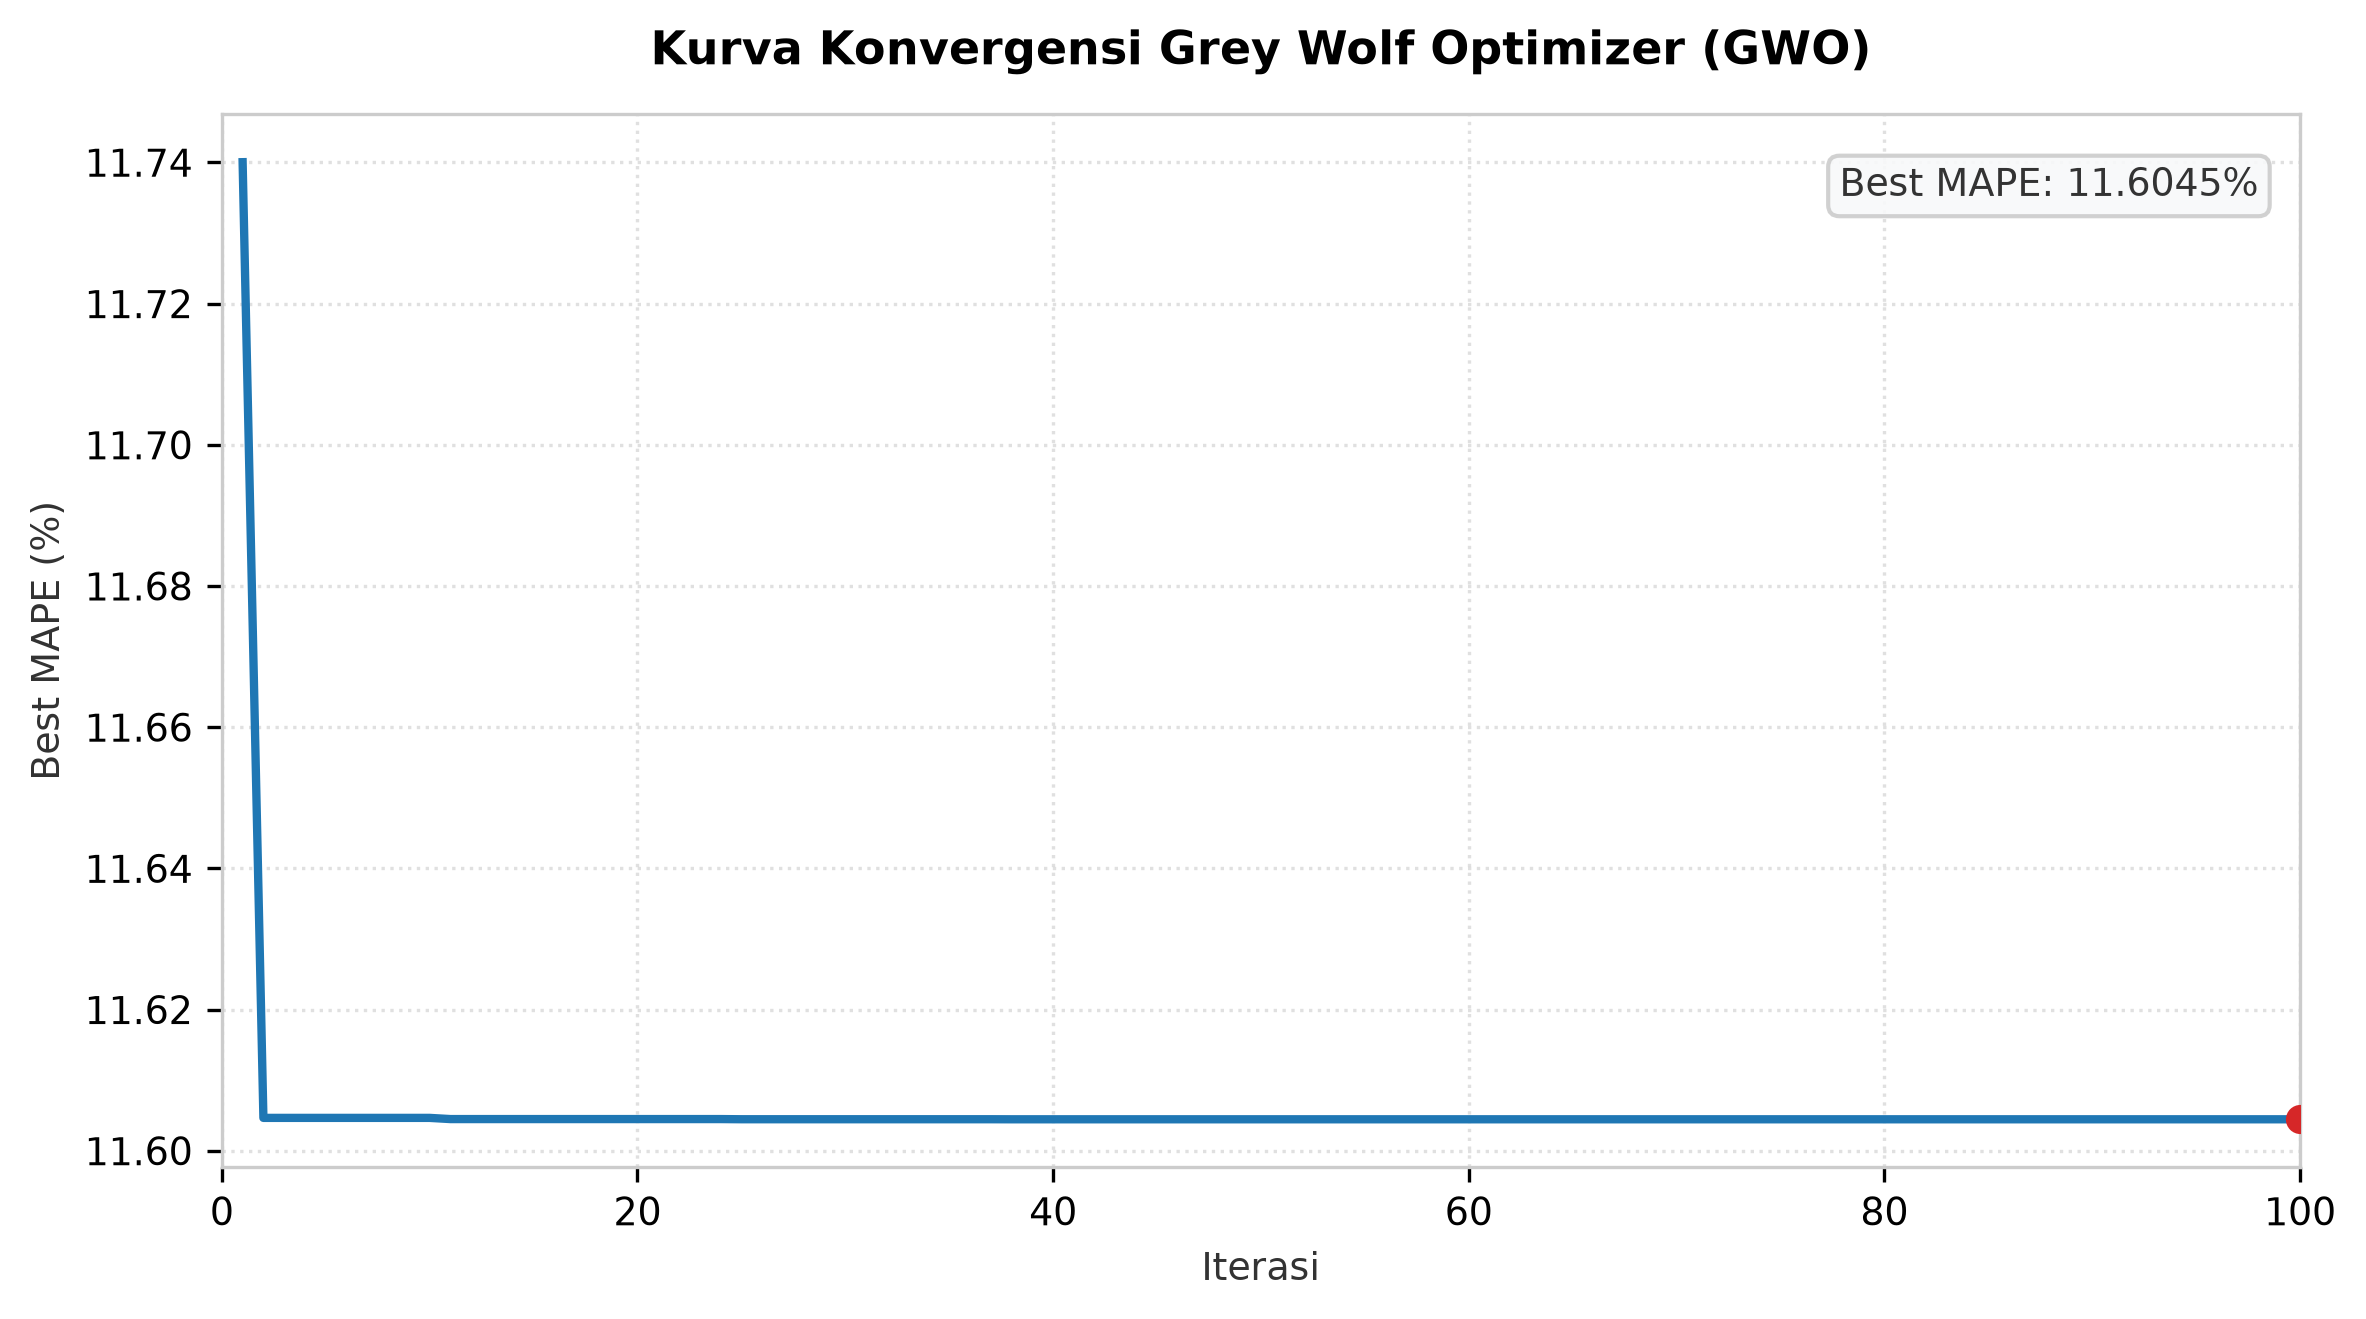 Kurva Konvergensi Grey Wolf Optimizer (GWO)
Best MAPE: 11.6045%
Best MAPE (%)
11.74
11.72
11.70
11.68
11.66
11.64
11.62
11.60
0 20 40 60 80 100
Iterasi